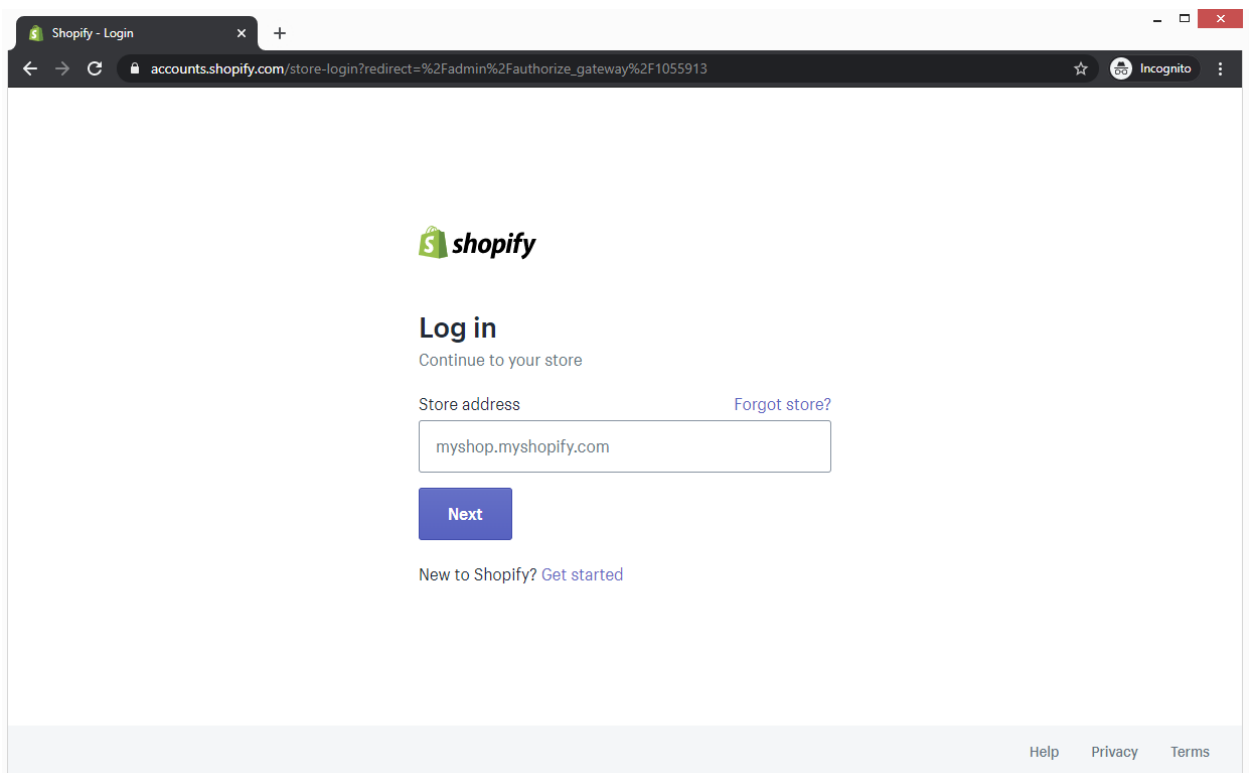 Shopify - Login
accounts.shopify.com/store-login?redirect=%2Fadmin%2Fauthorize_gateway%2F1055913
Incognito
shopify
Log in
Continue to your store
Store address Forgot store?
myshop.myshopify.com
Next
New to Shopify? Get started
Help Privacy Terms